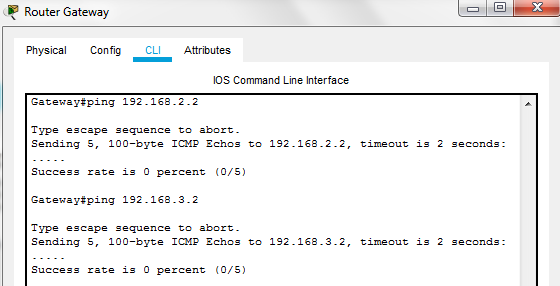 Router Gateway
Physical Config CLI Attributes
IOS Command Line Interface
Gateway#ping 192.168.2.2
Type escape sequence to abort.
Sending 5, 100-byte ICMP Echos to 192.168.2.2, timeout is 2 seconds:
.....
Success rate is 0 percent (0/5)
Gateway#ping 192.168.3.2
Type escape sequence to abort.
Sending 5, 100-byte ICMP Echos to 192.168.3.2, timeout is 2 seconds:
.....
Success rate is 0 percent (0/5)